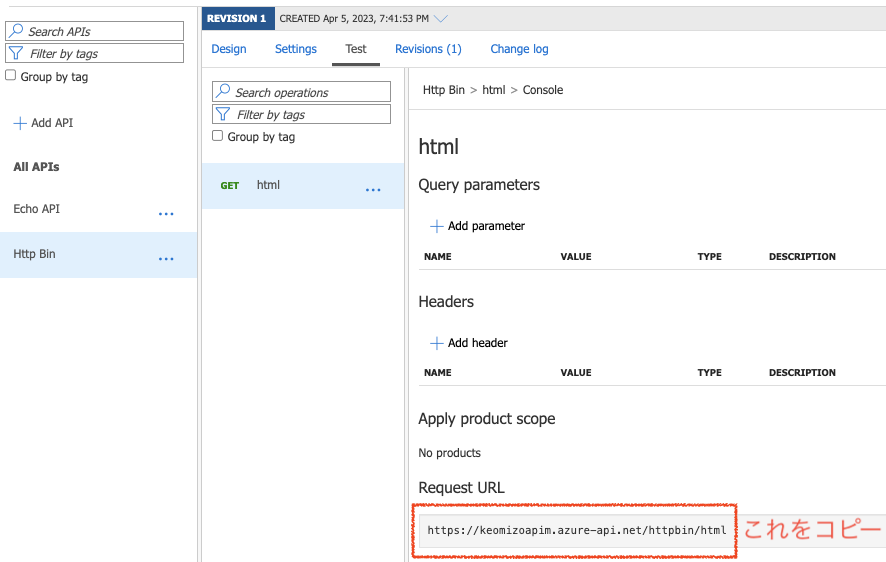 Search APIs
Filter by tags
Group by tag
Add API
All APIs
Echo API
...
Http Bin
...
REVISION 1
CREATED Apr 5, 2023, 7:41:53 PM
Design
Settings
Test
Revisions (1)
Change log
Search operations
Filter by tags
Group by tag
GET html
...
Http Bin > html > Console
html
Query parameters
Add parameter
NAME VALUE TYPE DESCRIPTION
Headers
Add header
NAME VALUE TYPE DESCRIPTION
Apply product scope
No products
Request URL
https://keomizoapim.azure-api.net/httpbin/html
これをコピー